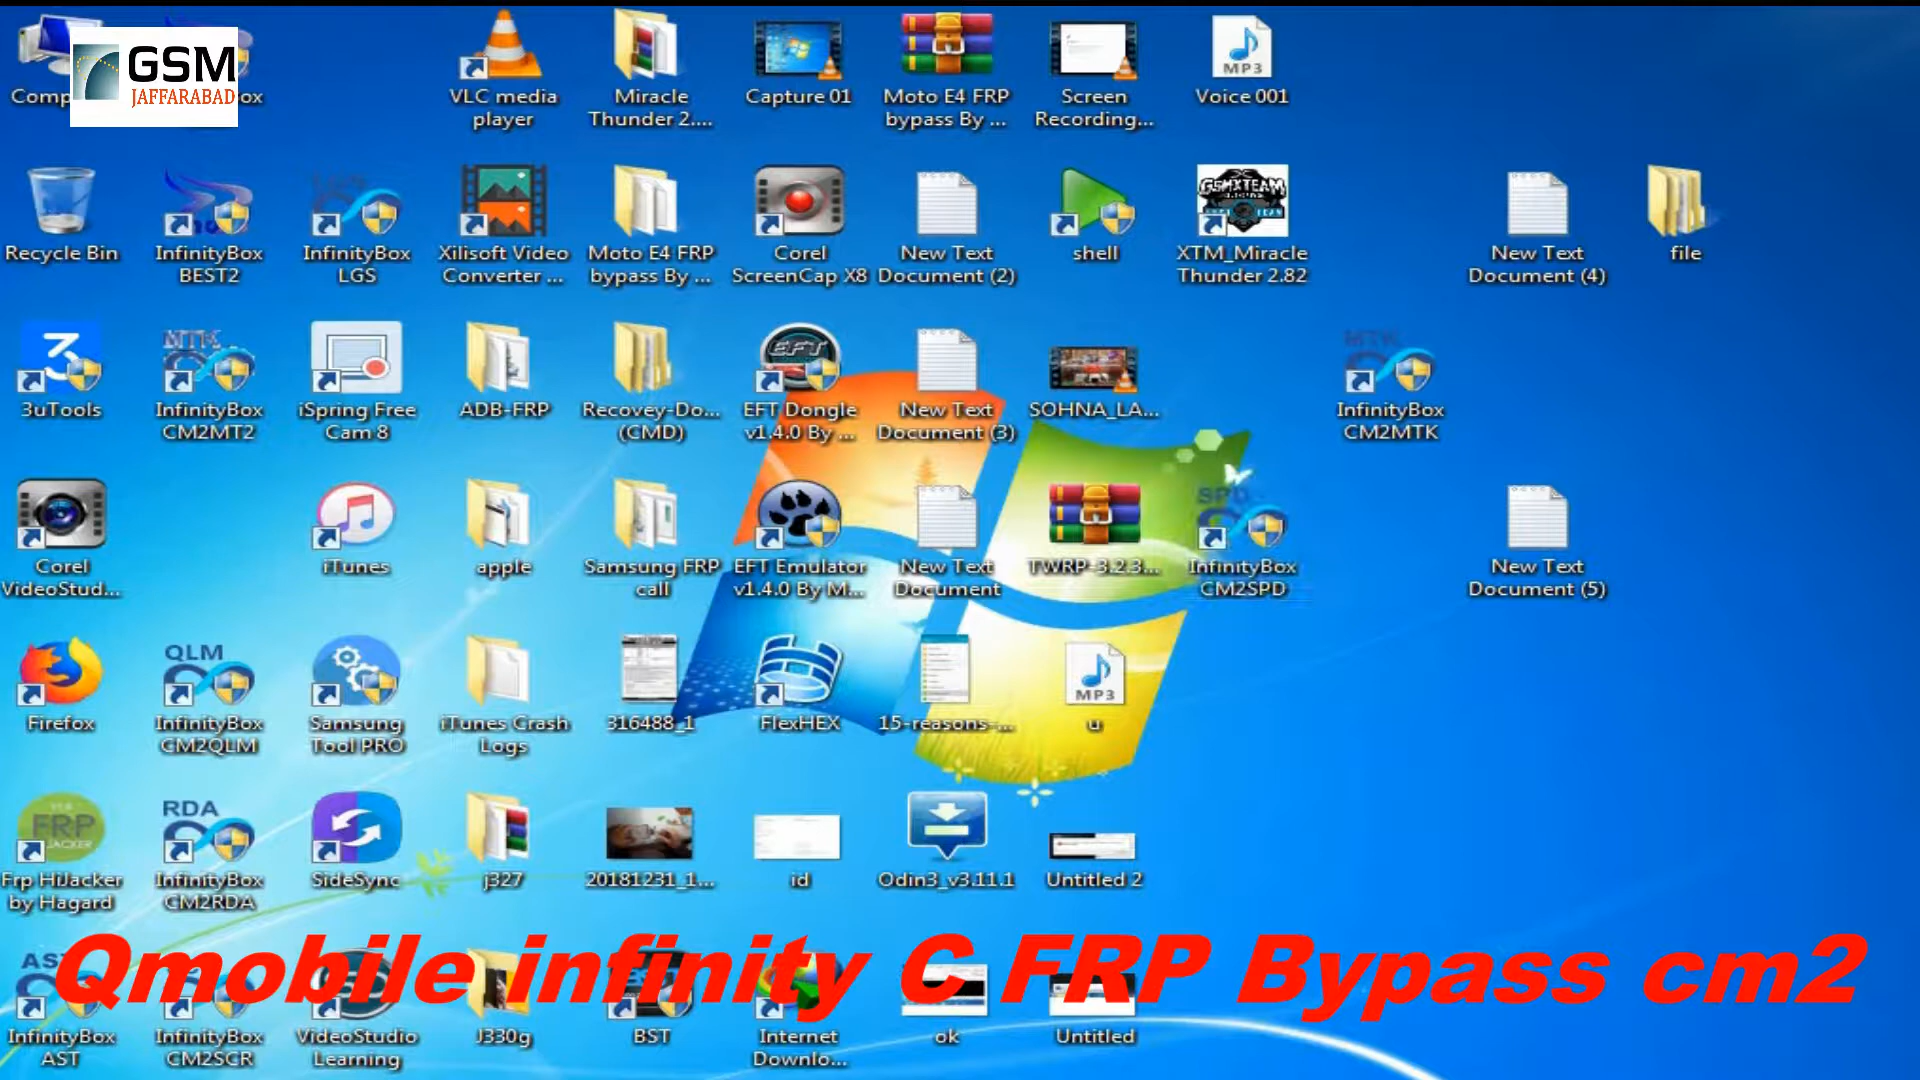 Comp
GSM
JAFFARABAD
ox
VLC media
player
Miracle
Thunder 2....
Capture 01
Moto E4 FRP
bypass By ...
Screen
Recording...
MP3
Voice 001
Recycle Bin
InfinityBox
BEST2
InfinityBox
LGS
Xilisoft Video
Converter ...
Moto E4 FRP
bypass By ...
Corel
ScreenCap X8
New Text
Document (2)
shell
GSMXTEAM
XTM_Miracle
Thunder 2.82
New Text
Document (4)
file
3uTools
MTK
InfinityBox
CM2MT2
iSpring Free
Cam 8
ADB-FRP
Recovey-Do...
(CMD)
EFT
EFT Dongle
v1.4.0 By ...
New Text
Document (3)
SOHNA_LA...
MTK
InfinityBox
CM2MTK
Corel
VideoStud...
iTunes
apple
Samsung FRP
call
EFT Emulator
v1.4.0 By M...
New Text
Document
TWRP-3.2.3...
SPD
InfinityBox
CM2SPD
New Text
Document (5)
Firefox
QLM
InfinityBox
CM2QLM
Samsung
Tool PRO
iTunes Crash
Logs
316488_1
FlexHEX
15-reasons-...
MP3
u
FRP
Frp HiJacker
by Hagard
RDA
InfinityBox
CM2RDA
SideSync
j327
20181231_1...
id
Odin3_v3.11.1
Untitled 2
Qmobile infinity C FRP Bypass cm2
AST
InfinityBox
AST
InfinityBox
CM2SCR
VideoStudio
Learning
J330g
BST
Internet
Downlo...
ok
Untitled